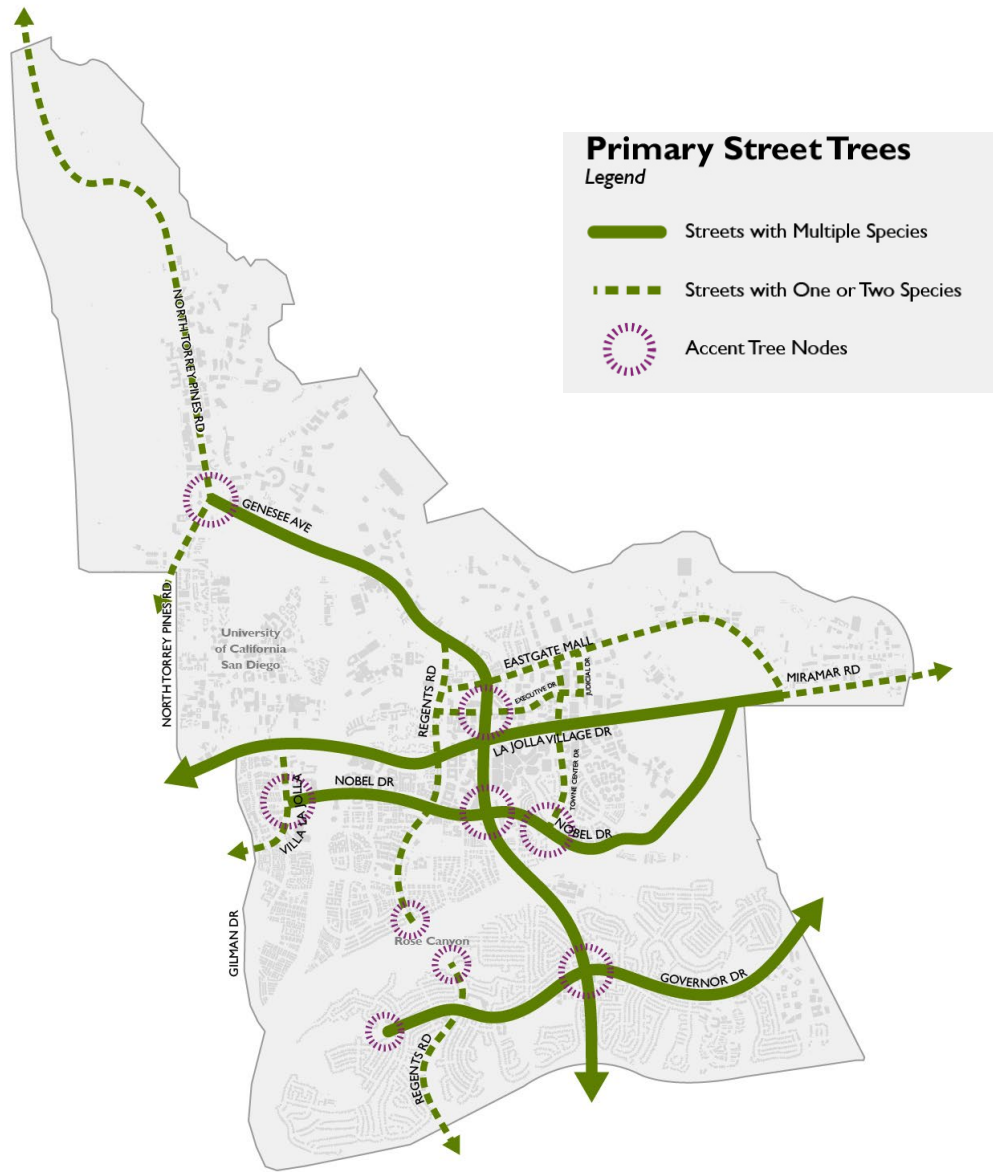 Primary Street Trees
Legend
Streets with Multiple Species
Streets with One or Two Species
Accent Tree Nodes
NORTH TORREY PINES RD
GENESEE AVE
NORTH TORREY PINES RD
University
of California
San Diego
EASTGATE MALL
REGENTS RD
EXECUTIVE DR
JUDICIAL DR
MIRAMAR RD
LA JOLLA VILLAGE DR
TOWNE CENTER DR
NOBEL DR
VILLA LA JOLLA
NOBEL DR
GILMAN DR
Rose Canyon
GOVERNOR DR
REGENTS RD